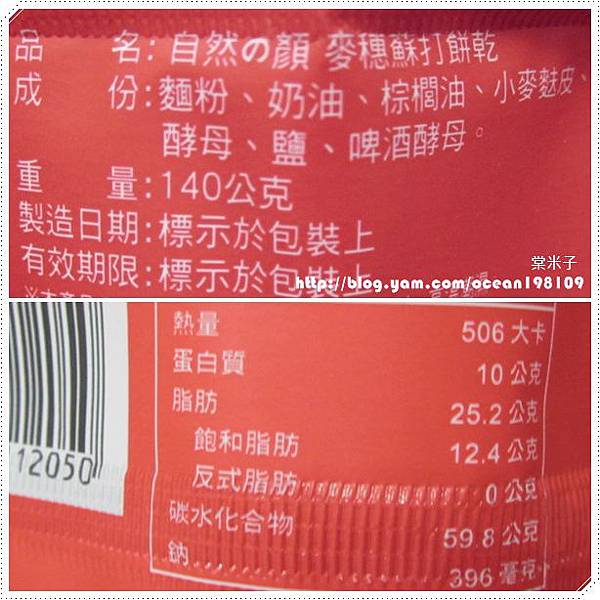 品 名:自然の顏 麥穗蘇打餅乾
成 份:麵粉、奶油、棕櫚油、小麥麩皮、
酵母、鹽、啤酒酵母。
重 量:140公克
製造日期:標示於包裝上
有效期限:標示於包裝上
棠米子
http://blog.yam.com/ocean198109
熱量 506 大卡
蛋白質 10 公克
脂肪 25.2 公克
飽和脂肪 12.4 公克
反式脂肪 0 公克
碳水化合物 59.8 公克
鈉 396 毫克
12050